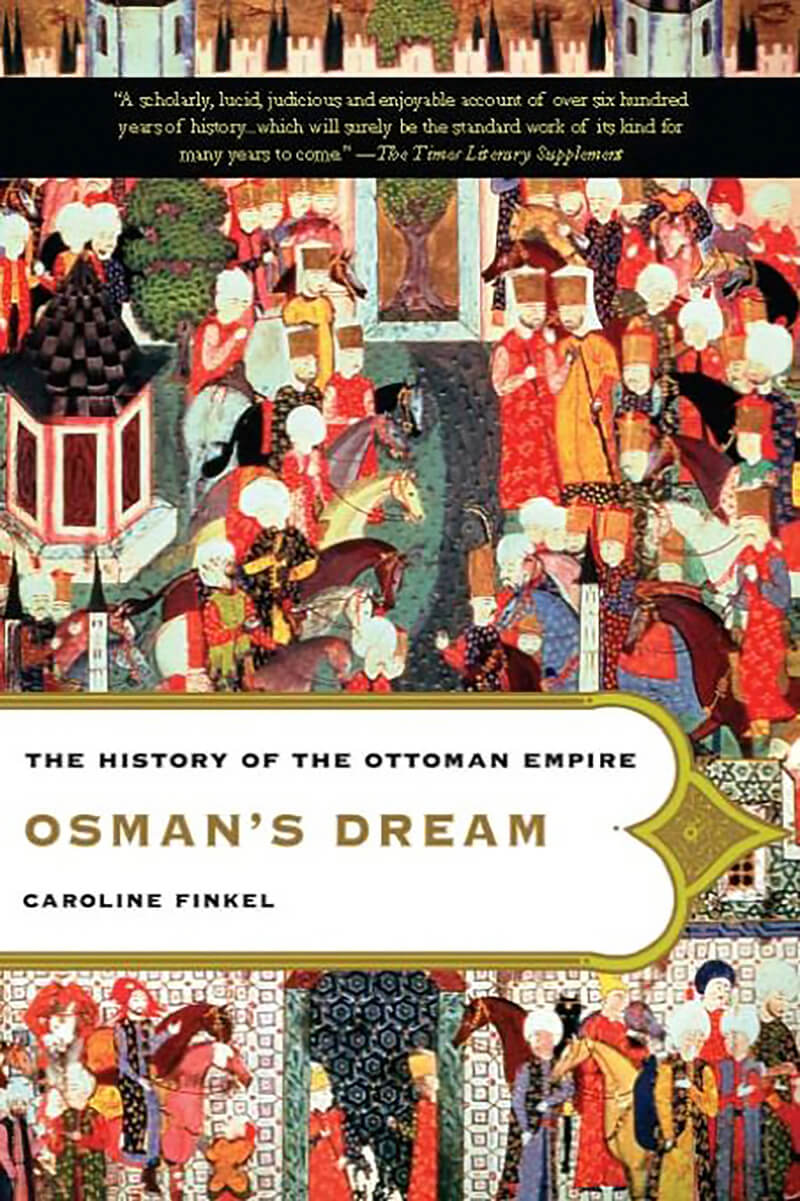 "A scholarly, lucid, judicious and enjoyable account of over six hundred
years of history...which will surely be the standard work of its kind for
many years to come." —The Times Literary Supplement
THE HISTORY OF THE OTTOMAN EMPIRE
OSMAN'S DREAM
CAROLINE FINKEL